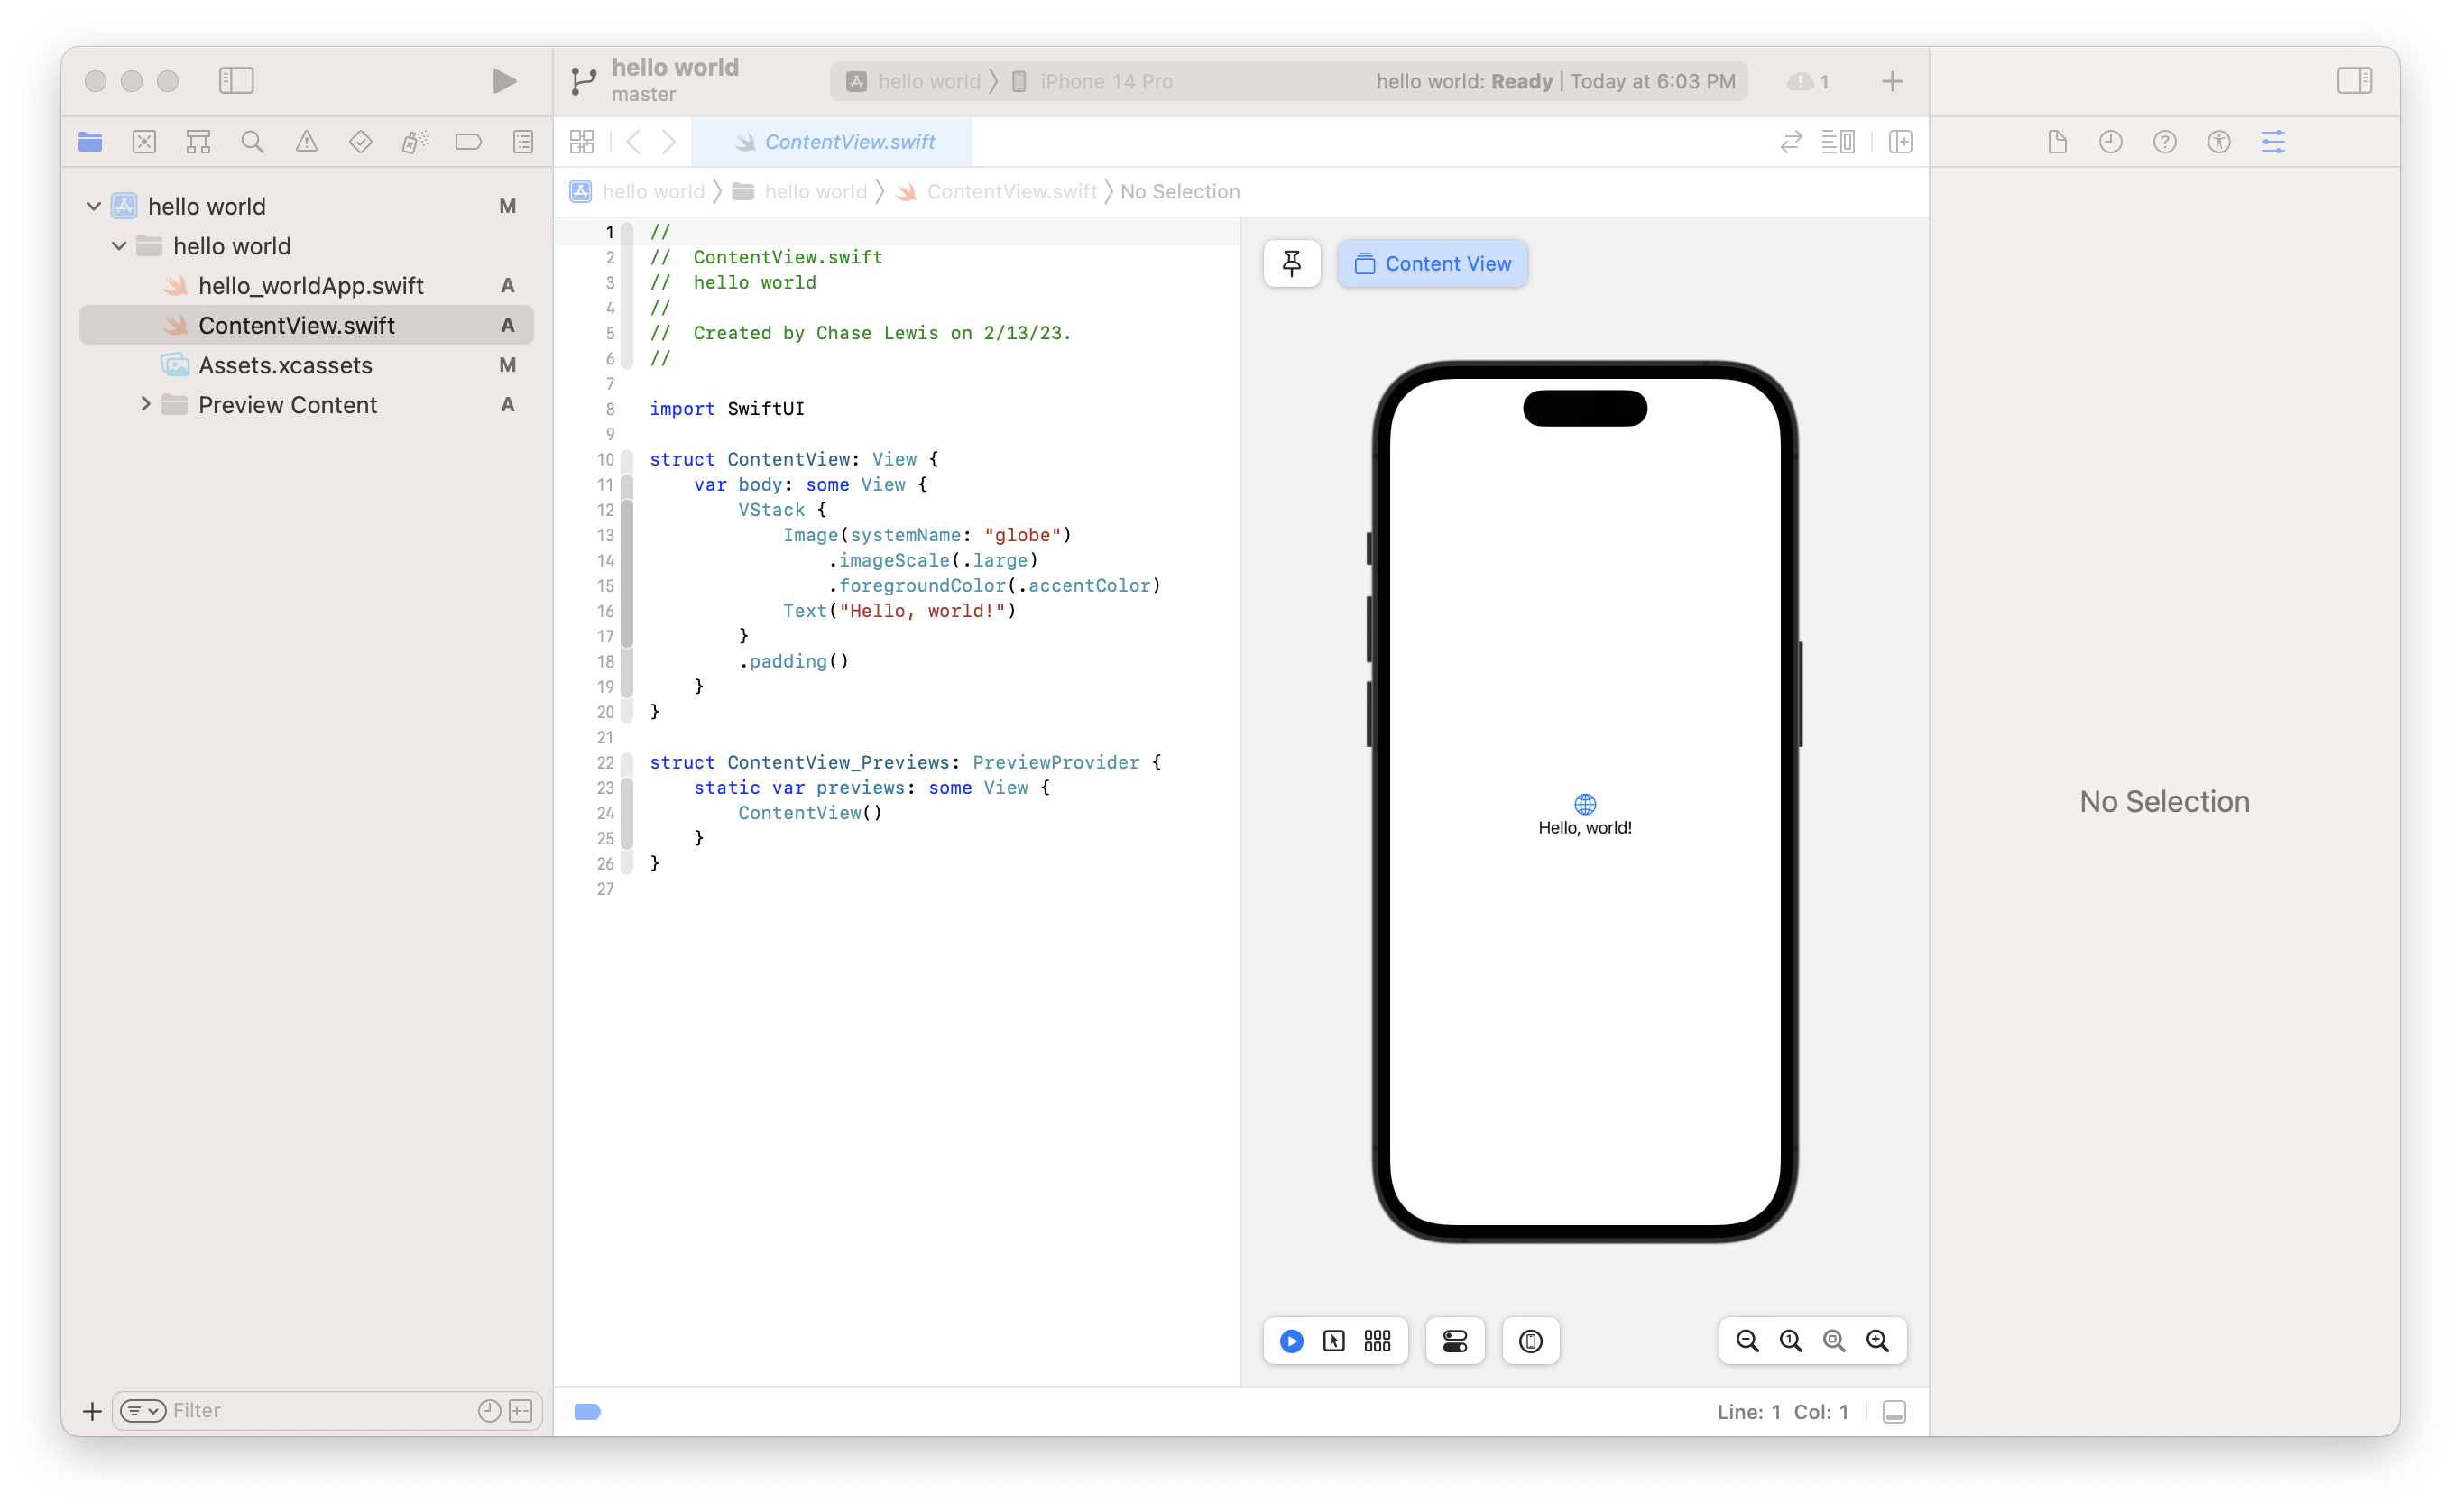 hello world
master
hello world
iPhone 14 Pro
hello world: Ready | Today at 6:03 PM
1
ContentView.swift
hello world
hello world
ContentView.swift
No Selection
hello world M
hello world
hello_worldApp.swift A
ContentView.swift A
Assets.xcassets M
Preview Content A
Filter
1 //
2 //  ContentView.swift
3 //  hello world
4 //
5 //  Created by Chase Lewis on 2/13/23.
6 //
7
8 import SwiftUI
9
10 struct ContentView: View {
11     var body: some View {
12         VStack {
13             Image(systemName: "globe")
14                 .imageScale(.large)
15                 .foregroundColor(.accentColor)
16             Text("Hello, world!")
17         }
18         .padding()
19     }
20 }
21
22 struct ContentView_Previews: PreviewProvider {
23     static var previews: some View {
24         ContentView()
25     }
26 }
27
Content View
Hello, world!
Line: 1 Col: 1
No Selection